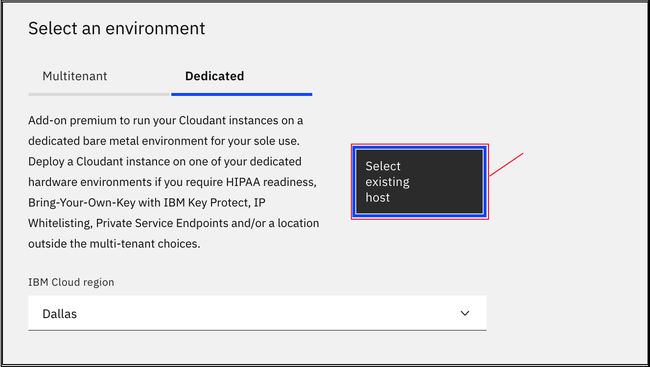 Select an environment
Multitenant
Dedicated
Add-on premium to run your Cloudant instances on a
dedicated bare metal environment for your sole use.
Deploy a Cloudant instance on one of your dedicated
hardware environments if you require HIPAA readiness,
Bring-Your-Own-Key with IBM Key Protect, IP
Whitelisting, Private Service Endpoints and/or a location
outside the multi-tenant choices.
Select
existing
host
IBM Cloud region
Dallas